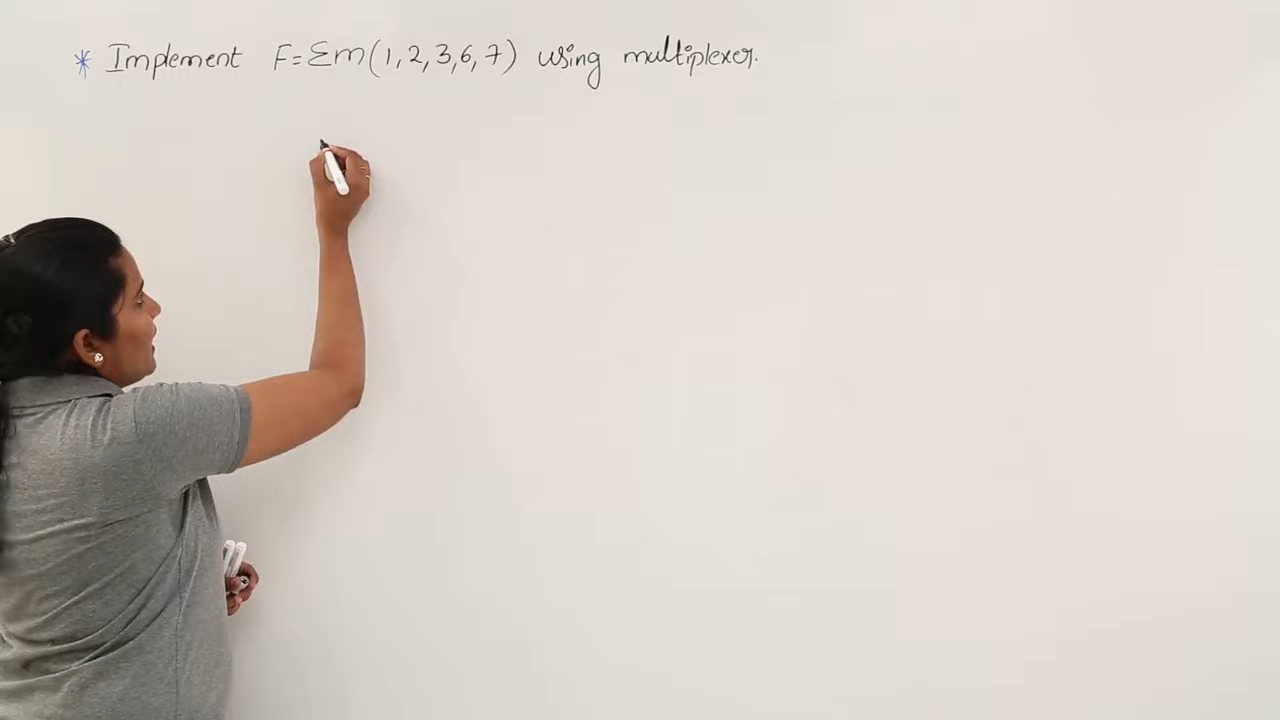 * Implement F=Σm(1,2,3,6,7) using multiplexer.